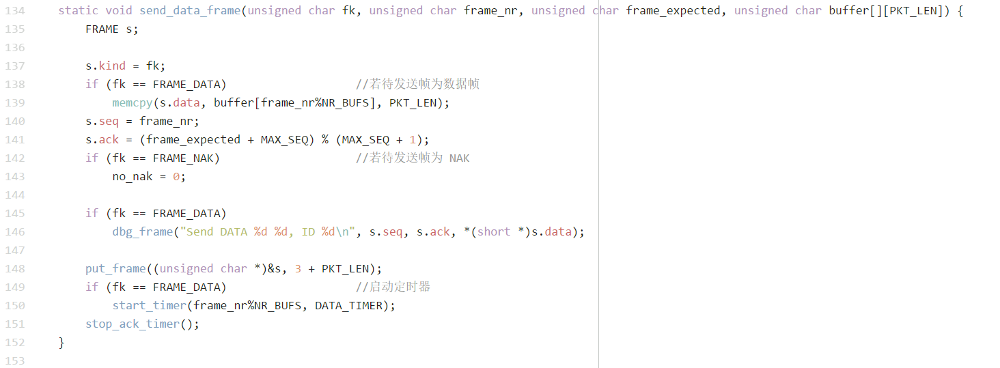 134 static void send_data_frame(unsigned char fk, unsigned char frame_nr, unsigned char frame_expected, unsigned char buffer[][PKT_LEN]) {
135     FRAME s;
136
137     s.kind = fk;
138     if (fk == FRAME_DATA)                   //若待发送帧为数据帧
139         memcpy(s.data, buffer[frame_nr%NR_BUFS], PKT_LEN);
140     s.seq = frame_nr;
141     s.ack = (frame_expected + MAX_SEQ) % (MAX_SEQ + 1);
142     if (fk == FRAME_NAK)                    //若待发送帧为 NAK
143         no_nak = 0;
144
145     if (fk == FRAME_DATA)
146         dbg_frame("Send DATA %d %d, ID %d\n", s.seq, s.ack, *(short *)s.data);
147
148     put_frame((unsigned char *)&s, 3 + PKT_LEN);
149     if (fk == FRAME_DATA)                   //启动定时器
150         start_timer(frame_nr%NR_BUFS, DATA_TIMER);
151     stop_ack_timer();
152 }
153